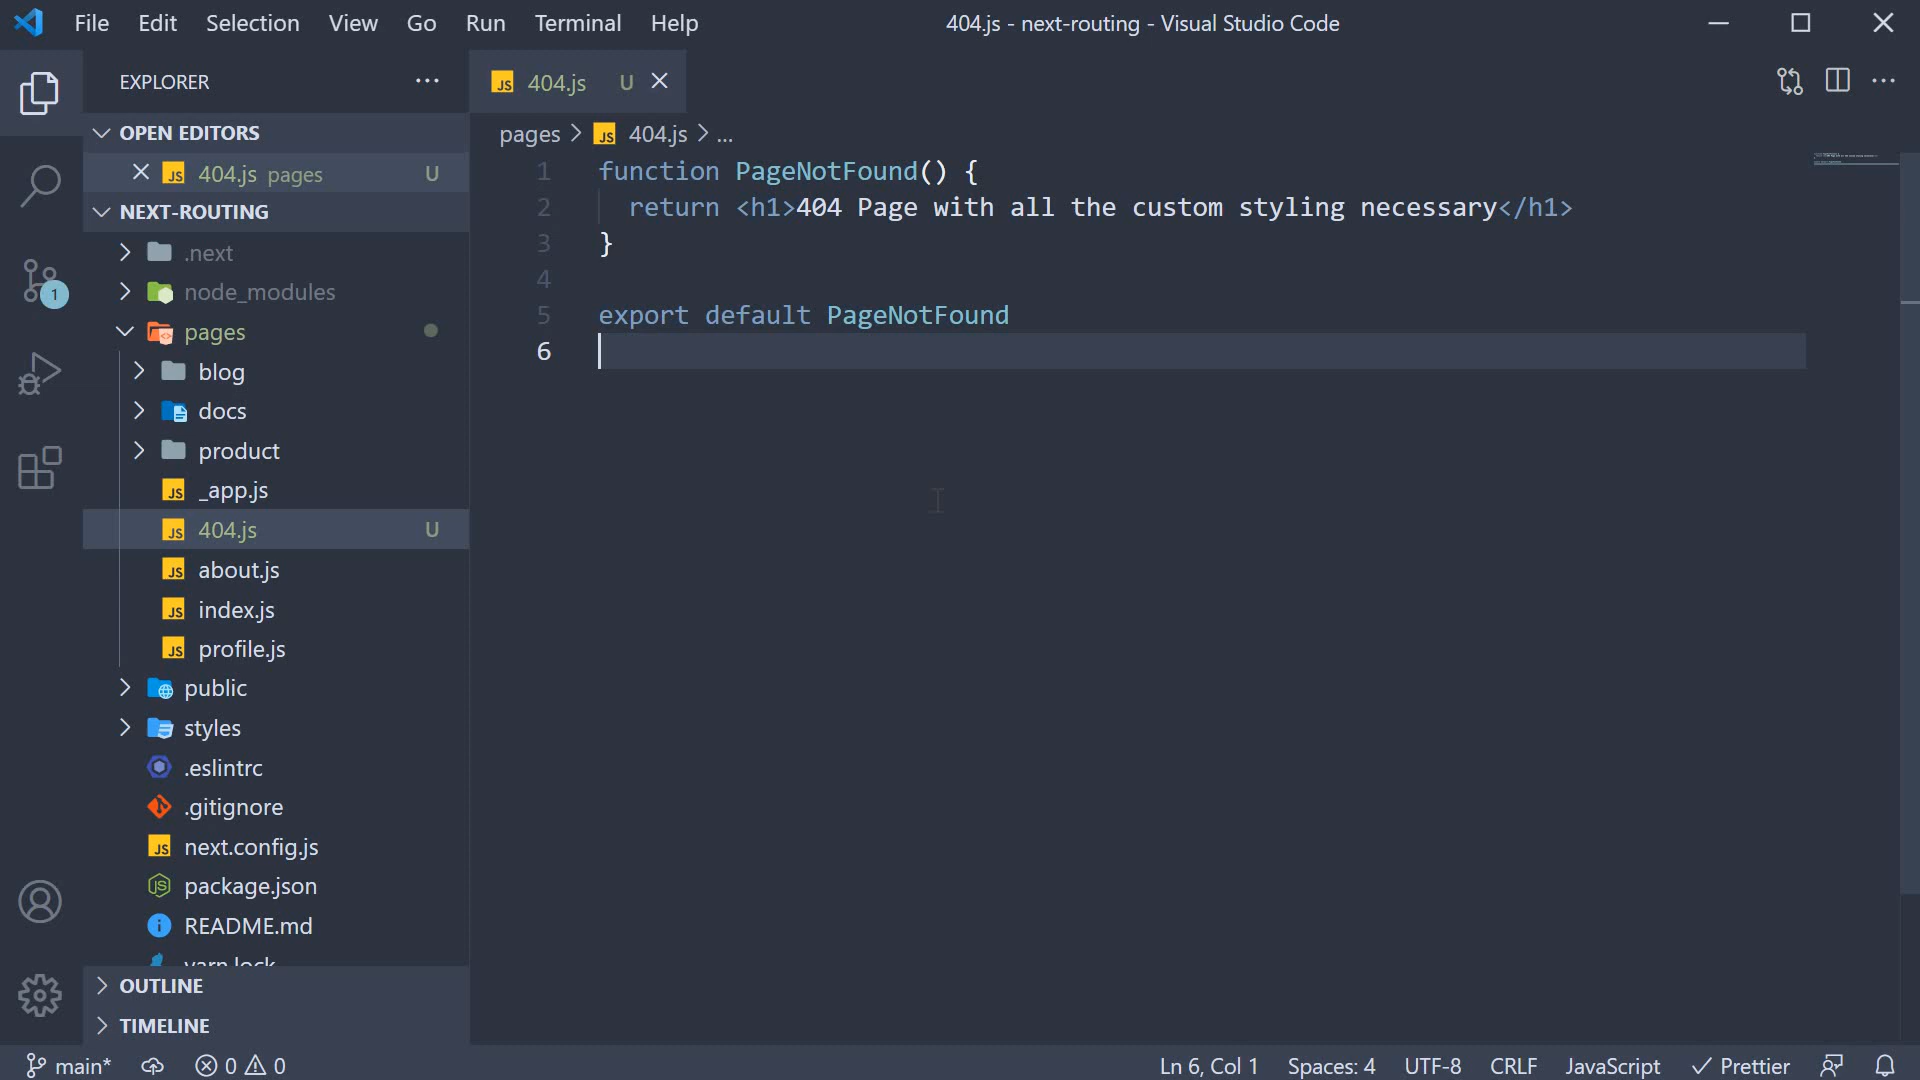 File Edit Selection View Go Run Terminal Help
404.js - next-routing - Visual Studio Code
EXPLORER
OPEN EDITORS
404.js pages U
NEXT-ROUTING
.next
node_modules
pages
blog
docs
product
_app.js
404.js U
about.js
index.js
profile.js
public
styles
.eslintrc
.gitignore
next.config.js
package.json
README.md
yarn.lock
OUTLINE
TIMELINE
1
404.js U
pages > 404.js > ...
1 function PageNotFound() {
2 return <h1>404 Page with all the custom styling necessary</h1>
3 }
4
5 export default PageNotFound
6
main* 0 0
Ln 6, Col 1 Spaces: 4 UTF-8 CRLF JavaScript Prettier